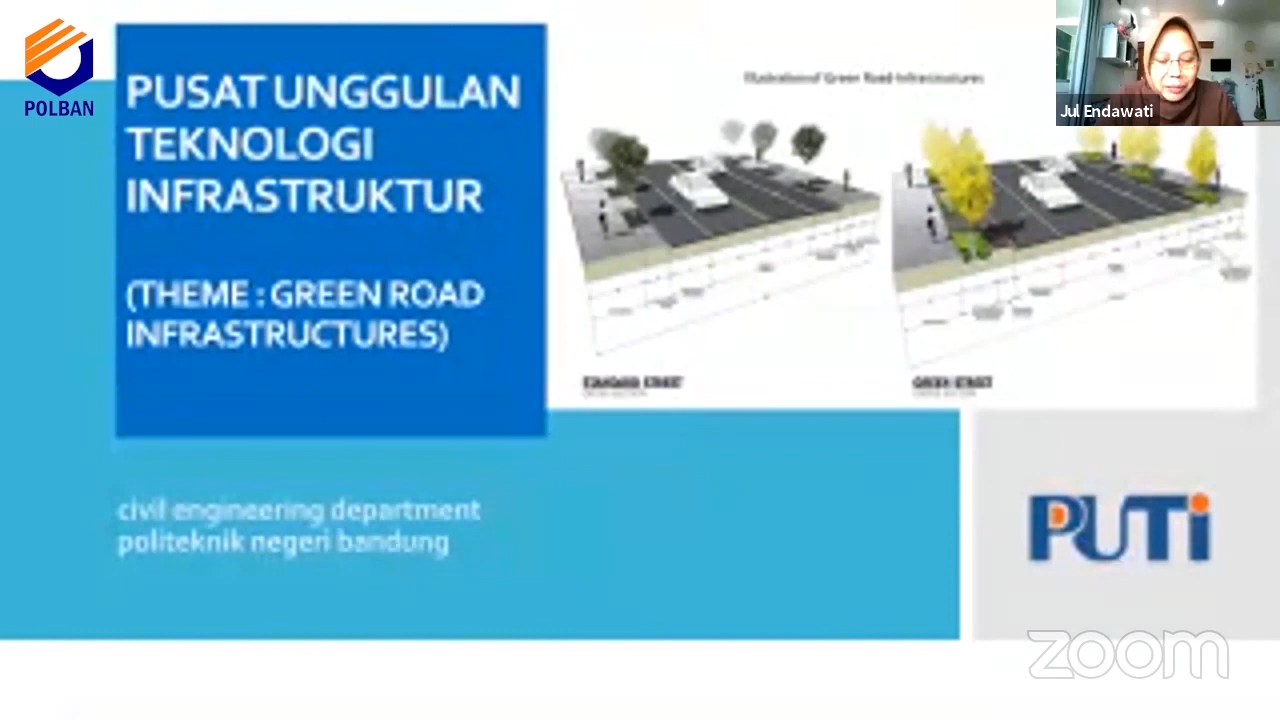 POLBAN
PUSAT UNGGULAN
TEKNOLOGI
INFRASTRUKTUR
(THEME : GREEN ROAD
INFRASTRUCTURES)
Illustration of Green Road Infrastructures
Jul Endawati
STANDARD STREET
GREEN STREET
civil engineering department
politeknik negeri bandung
PUTi
zoom